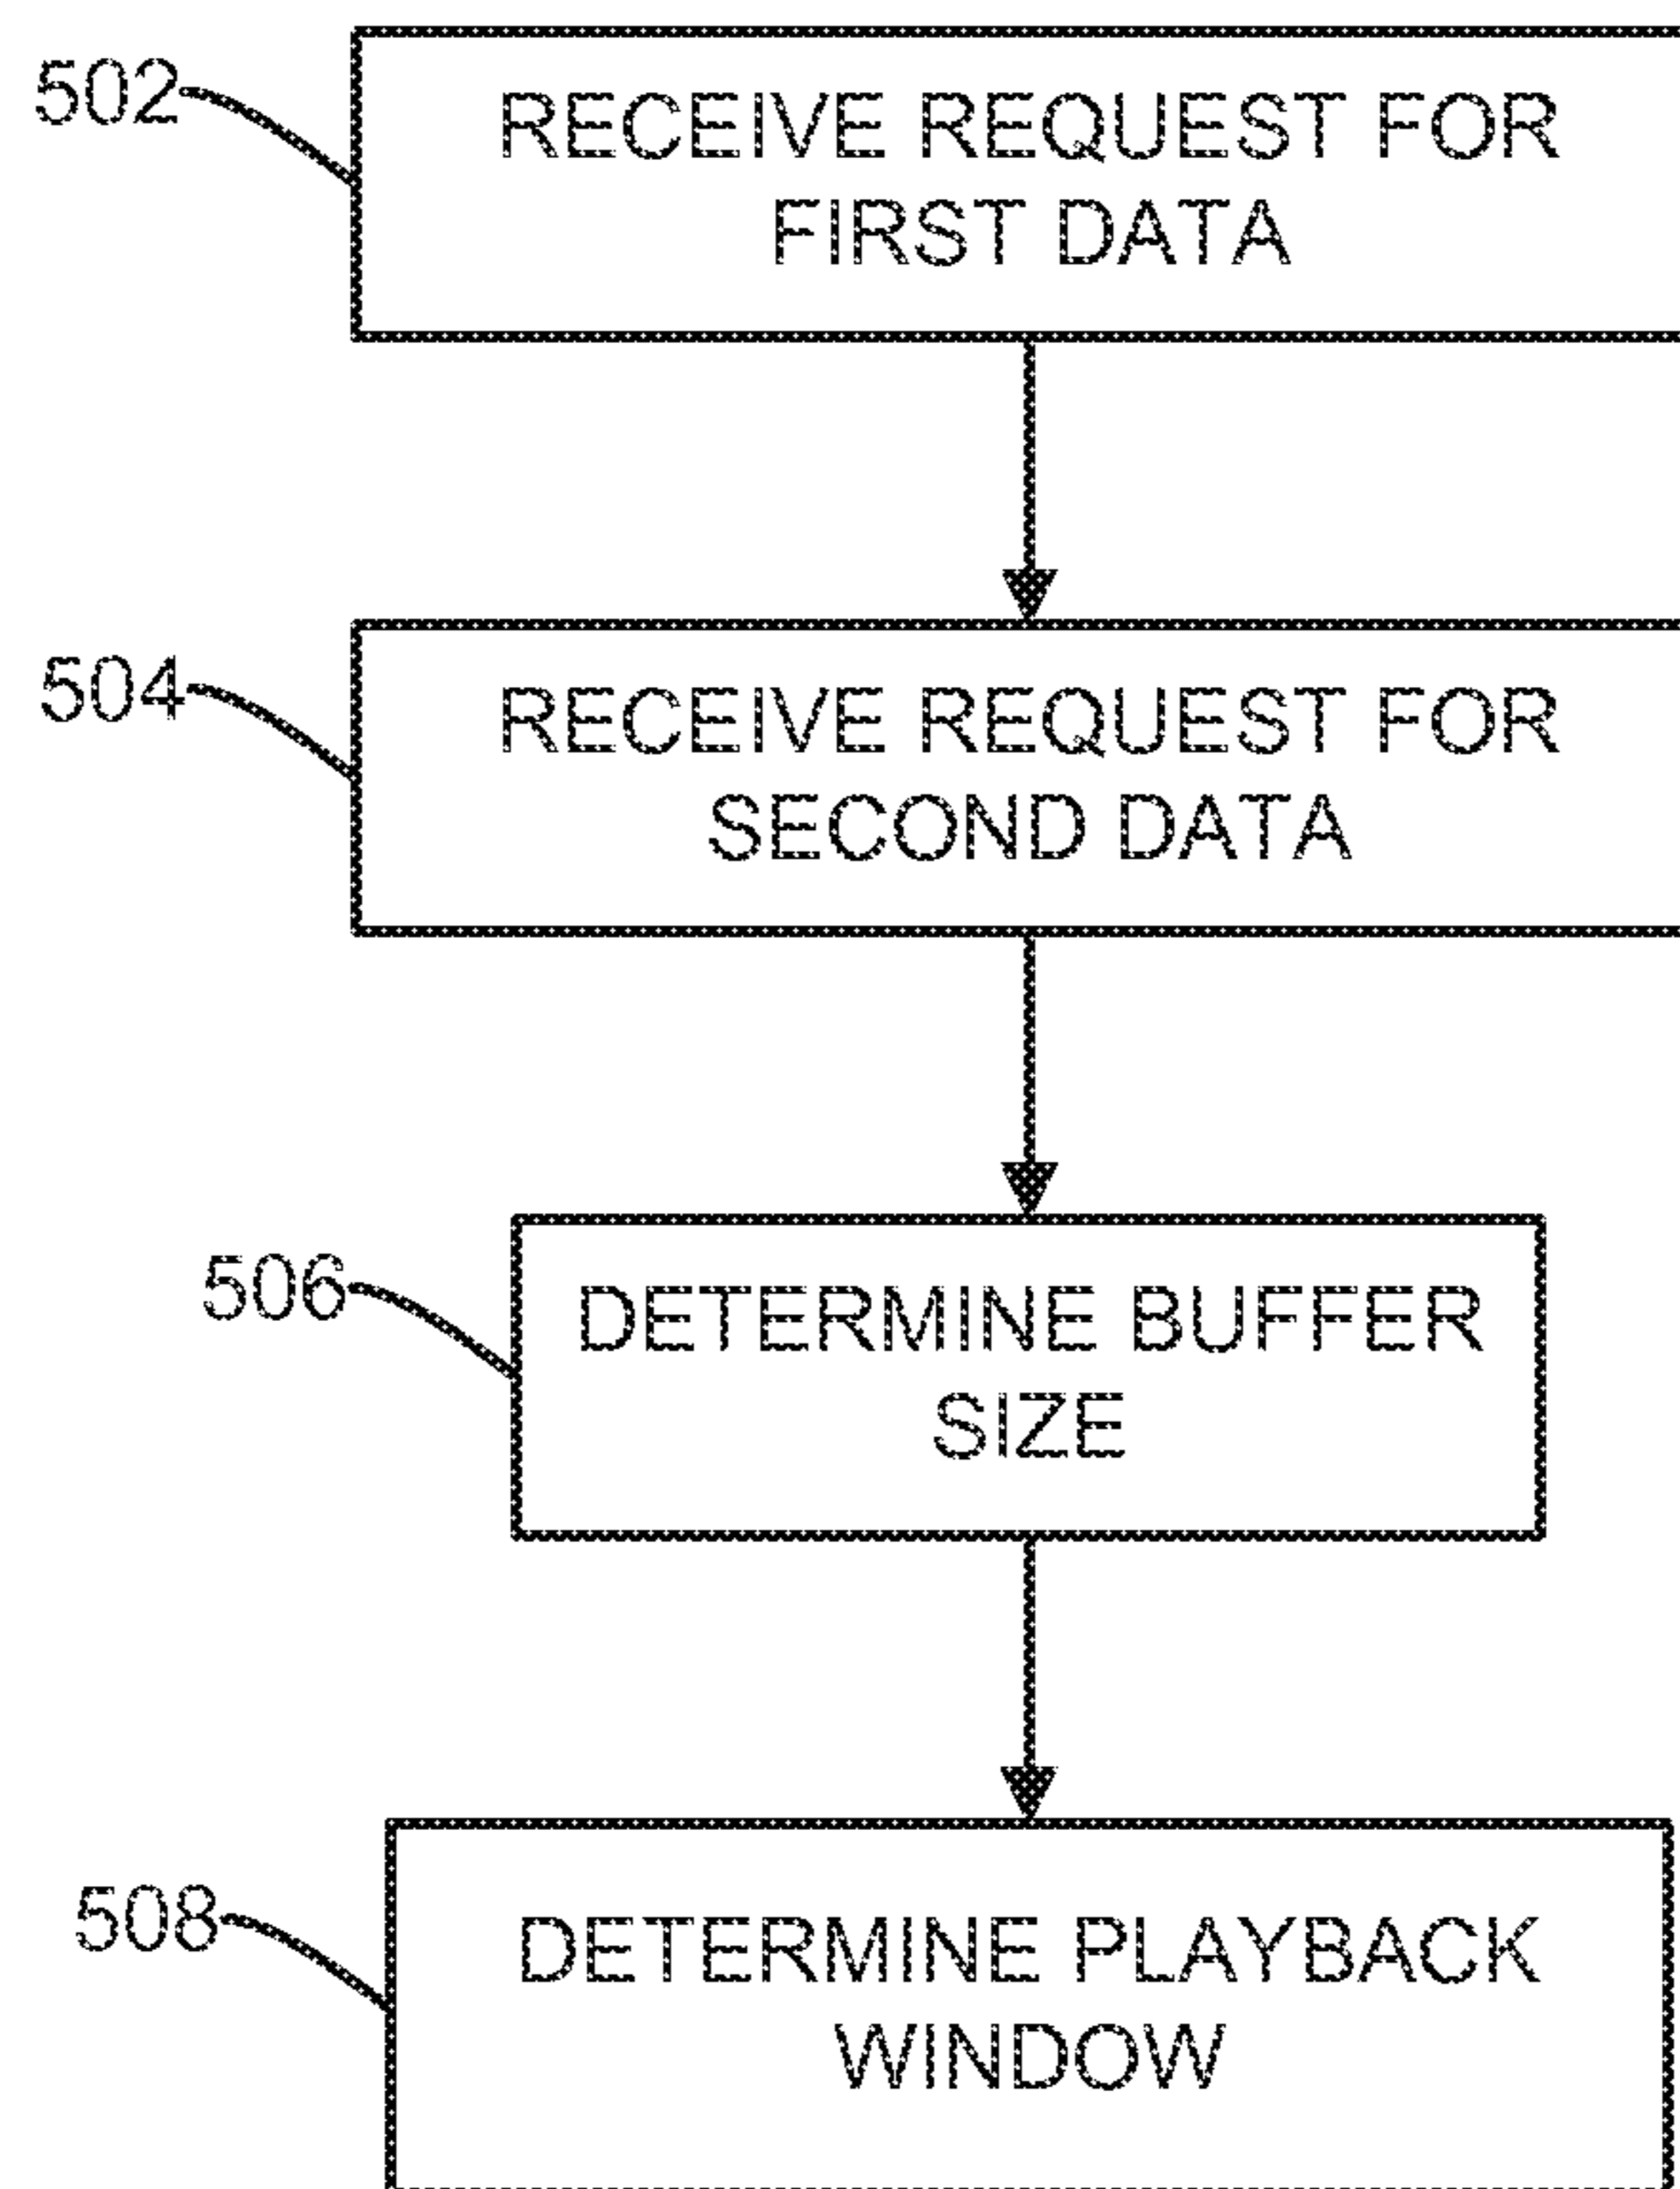 502
RECEIVE REQUEST FOR
FIRST DATA
504
RECEIVE REQUEST FOR
SECOND DATA
506
DETERMINE BUFFER
SIZE
508
DETERMINE PLAYBACK
WINDOW